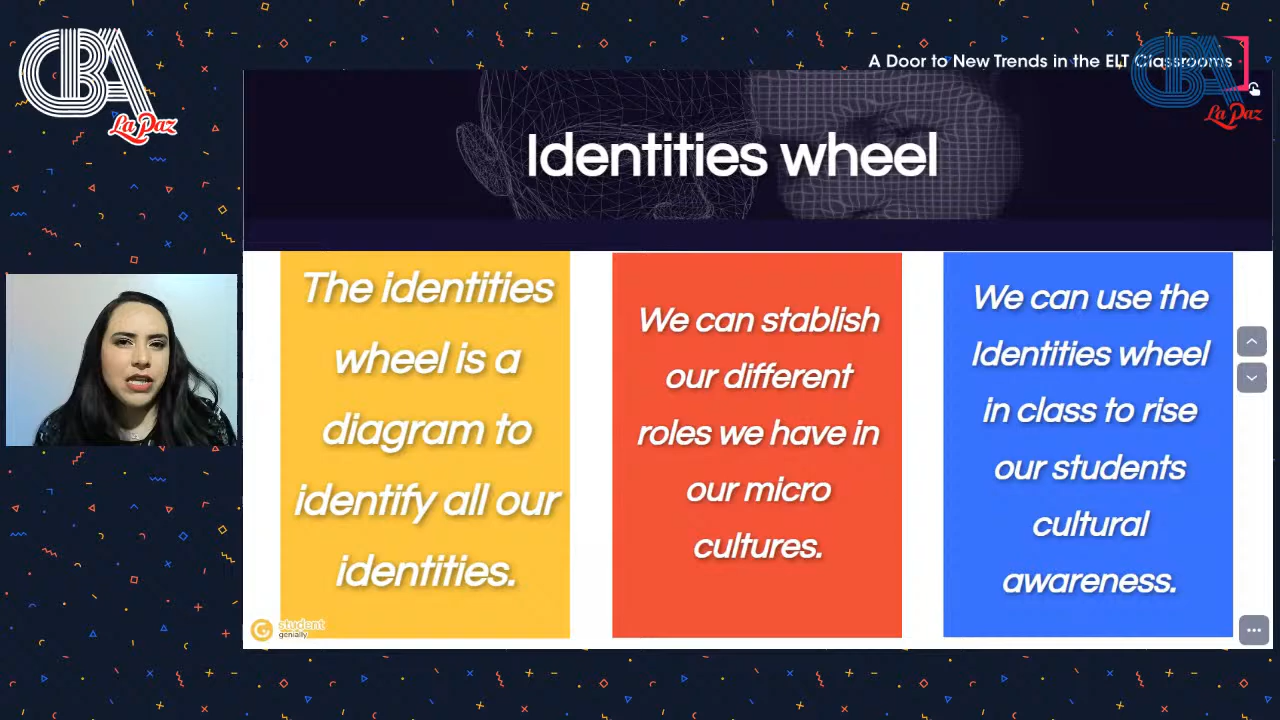 CBA
La Paz
A Door to New Trends in the ELT Classrooms
CBA
La Paz
Identities wheel
The identities
wheel is a
diagram to
identify all our
identities.
We can stablish
our different
roles we have in
our micro
cultures.
We can use the
Identities wheel
in class to rise
our students
cultural
awareness.
student
genially